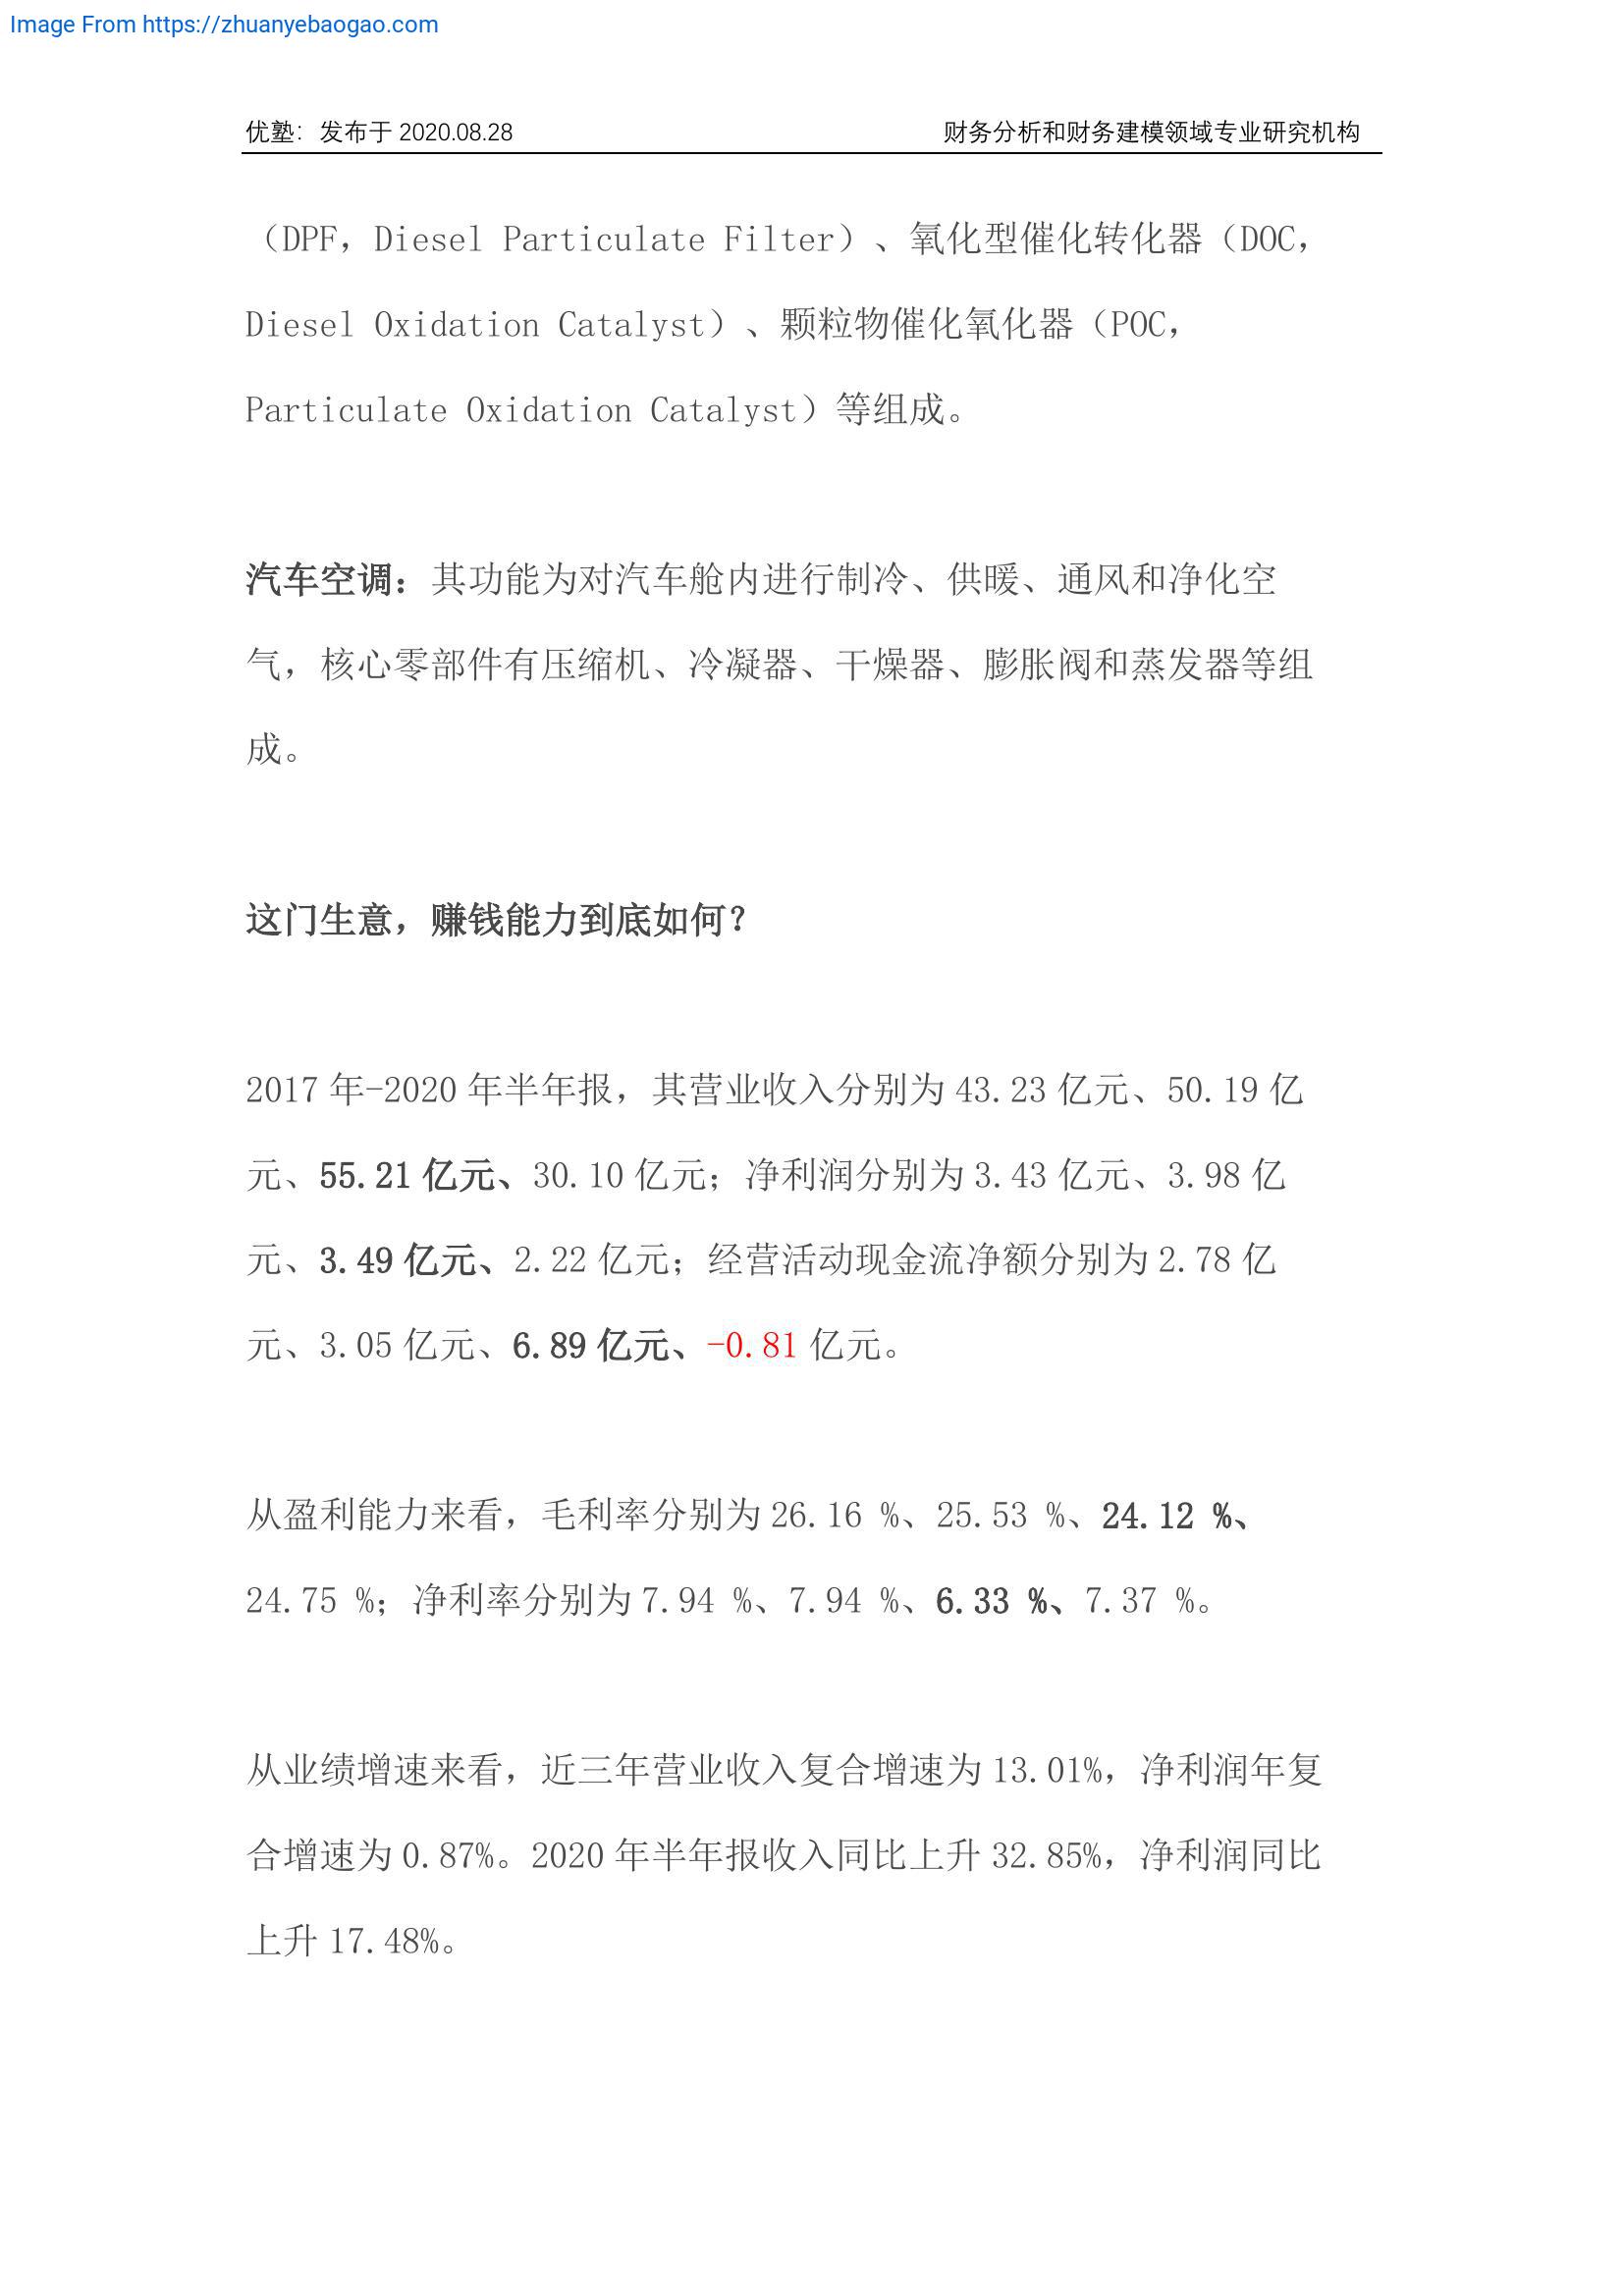 Image From https://zhuanyebaogao.com
优塾：发布于 2020.08.28 财务分析和财务建模领域专业研究机构
（DPF，Diesel Particulate Filter）、氧化型催化转化器（DOC，
Diesel Oxidation Catalyst）、颗粒物催化氧化器（POC，
Particulate Oxidation Catalyst）等组成。
汽车空调：其功能为对汽车舱内进行制冷、供暖、通风和净化空
气，核心零部件有压缩机、冷凝器、干燥器、膨胀阀和蒸发器等组
成。
这门生意，赚钱能力到底如何？
2017 年-2020 年半年报，其营业收入分别为 43.23 亿元、50.19 亿
元、55.21 亿元、30.10 亿元；净利润分别为 3.43 亿元、3.98 亿
元、3.49 亿元、2.22 亿元；经营活动现金流净额分别为 2.78 亿
元、3.05 亿元、6.89 亿元、-0.81 亿元。
从盈利能力来看，毛利率分别为 26.16 %、25.53 %、24.12 %、
24.75 %；净利率分别为 7.94 %、7.94 %、6.33 %、7.37 %。
从业绩增速来看，近三年营业收入复合增速为 13.01%，净利润年复
合增速为 0.87%。2020 年半年报收入同比上升 32.85%，净利润同比
上升 17.48%。